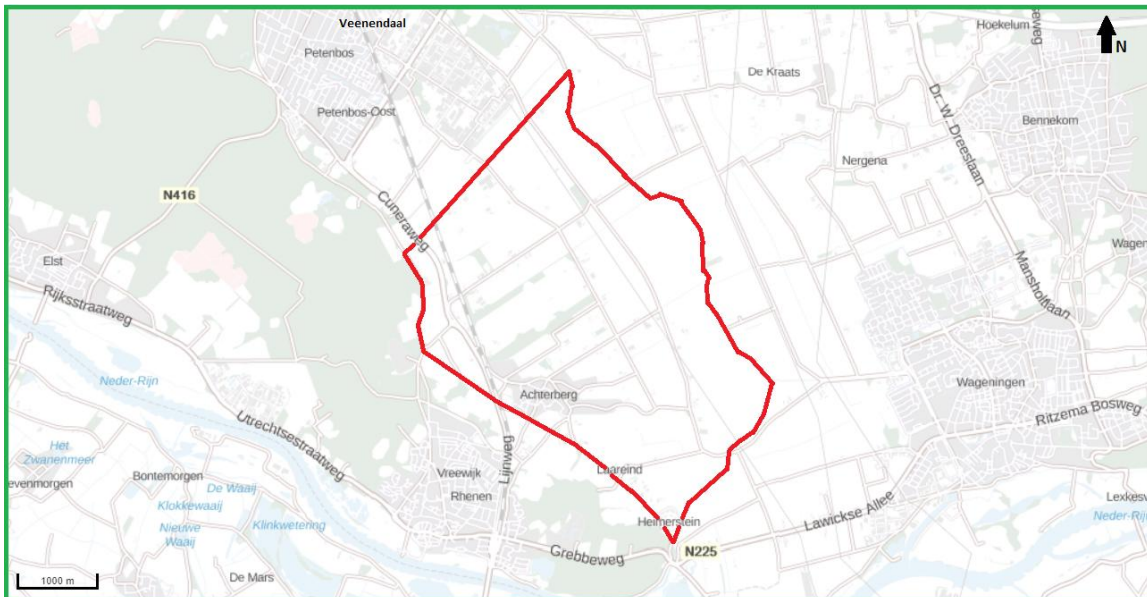 Veenendaal
Hoekelum
eweg
N
Petenbos
De Kraats
Petenbos-Oost
Dr. W. Dreeslaan
Bennekom
Nergena
N416
Cuneraweg
Wagen
Elst
Mansholtlaan
Rijksstraatweg
Neder-Rijn
Wageningen
Achterberg
Utrechtsestraatweg
Ritzema Bosweg
Het
Zwanenmeer
Lijnweg
Bontemorgen
Vreewijk
Laareind
evenmorgen
De Waaij
Rhenen
Klokkewaaij
Lexkesv
Lawickse Allee
Neder-Ri
Nieuwe
Waaij
Klinkwetering
Heimerstein
Grebbeweg
N225
De Mars
1000 m